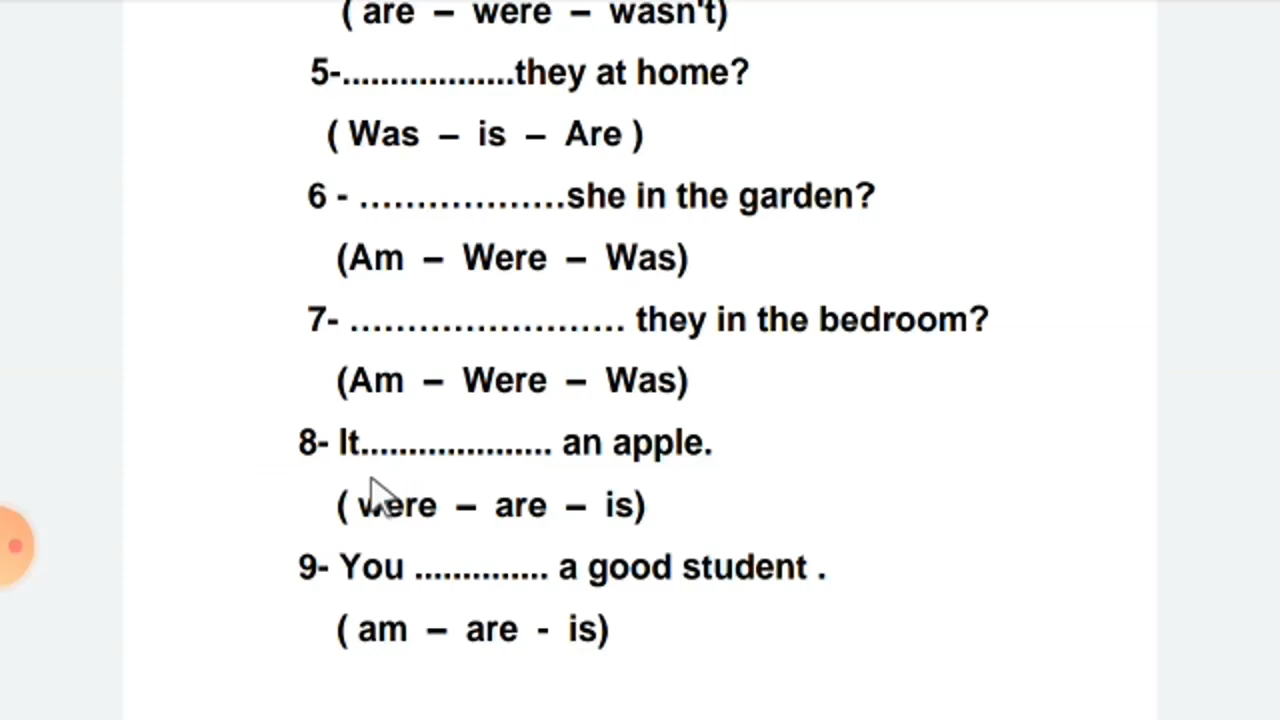 ( are – were – wasn't)
5-..................they at home?
( Was – is – Are )
6 - ………………she in the garden?
(Am – Were – Was)
7- …………………… they in the bedroom?
(Am – Were – Was)
8- It.................... an apple.
( were – are – is)
9- You .............. a good student .
( am – are - is)